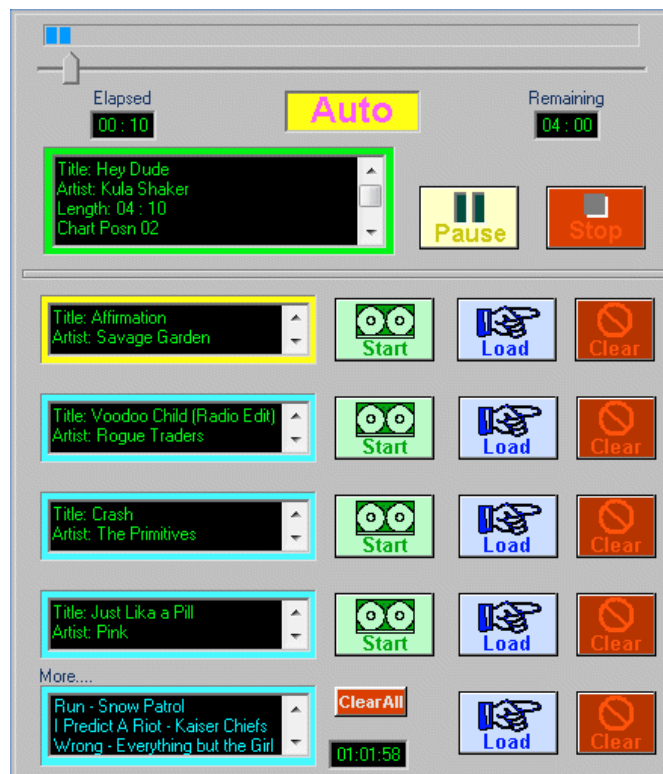 Elapsed
Auto
Remaining
00 : 10
04 : 00
Title: Hey Dude
Artist: Kula Shaker
Length: 04 : 10
Chart Posn 02
Pause
Stop
Title: Affirmation
Artist: Savage Garden
Start
Load
Clear
Title: Voodoo Child (Radio Edit)
Artist: Rogue Traders
Start
Load
Clear
Title: Crash
Artist: The Primitives
Start
Load
Clear
Title: Just Lika a Pill
Artist: Pink
Start
Load
Clear
More....
Run - Snow Patrol
I Predict A Riot - Kaiser Chiefs
Wrong - Everything but the Girl
ClearAll
01:01:58
Load
Clear